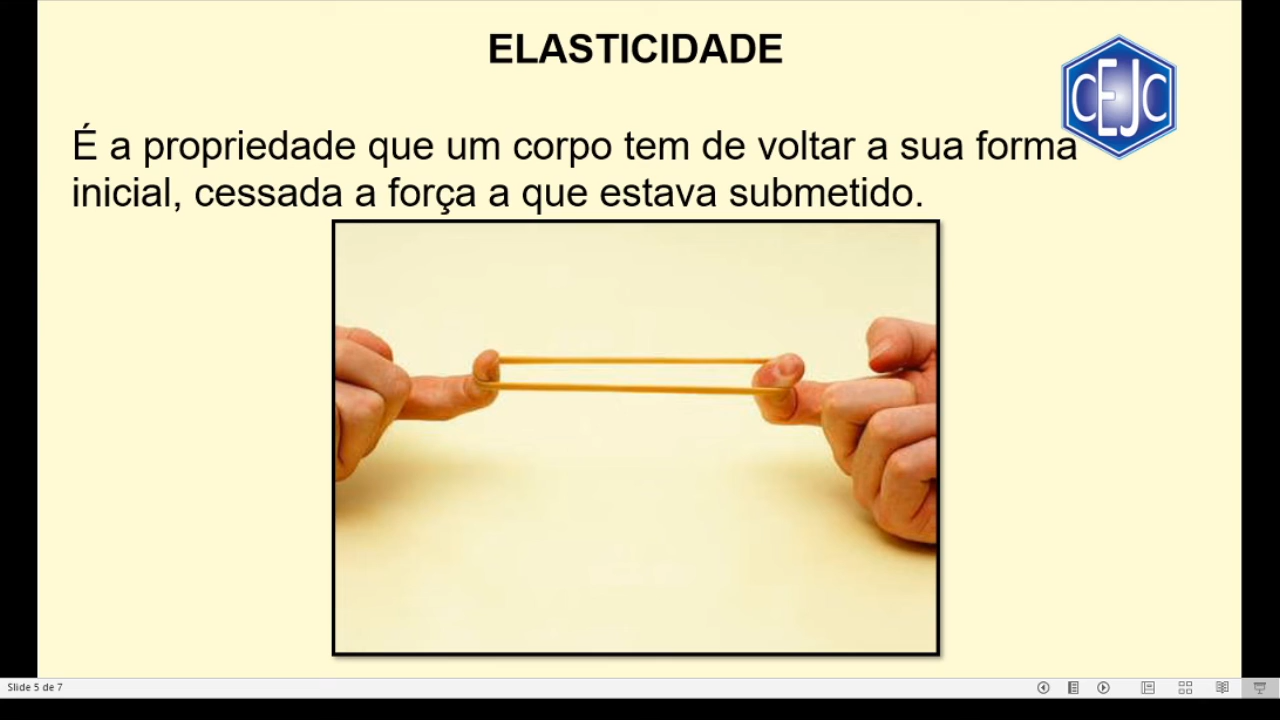 ELASTICIDADE
CEJC
É a propriedade que um corpo tem de voltar a sua forma
inicial, cessada a força a que estava submetido.
Slide 5 de 7